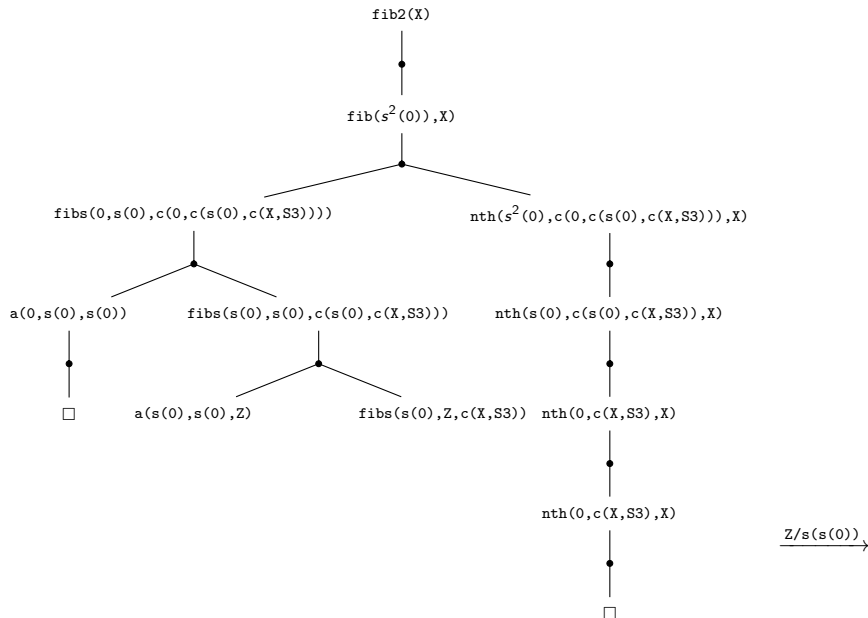 fib2(X)
fib(s²(0)),X)
fibs(0,s(0),c(0,c(s(0),c(X,S3)))) nth(s²(0),c(0,c(s(0),c(X,S3))),X)
a(0,s(0),s(0)) fibs(s(0),s(0),c(s(0),c(X,S3))) nth(s(0),c(s(0),c(X,S3)),X)
□ a(s(0),s(0),Z) fibs(s(0),Z,c(X,S3)) nth(0,c(X,S3),X)
nth(0,c(X,S3),X)
Z/s(s(0))
□